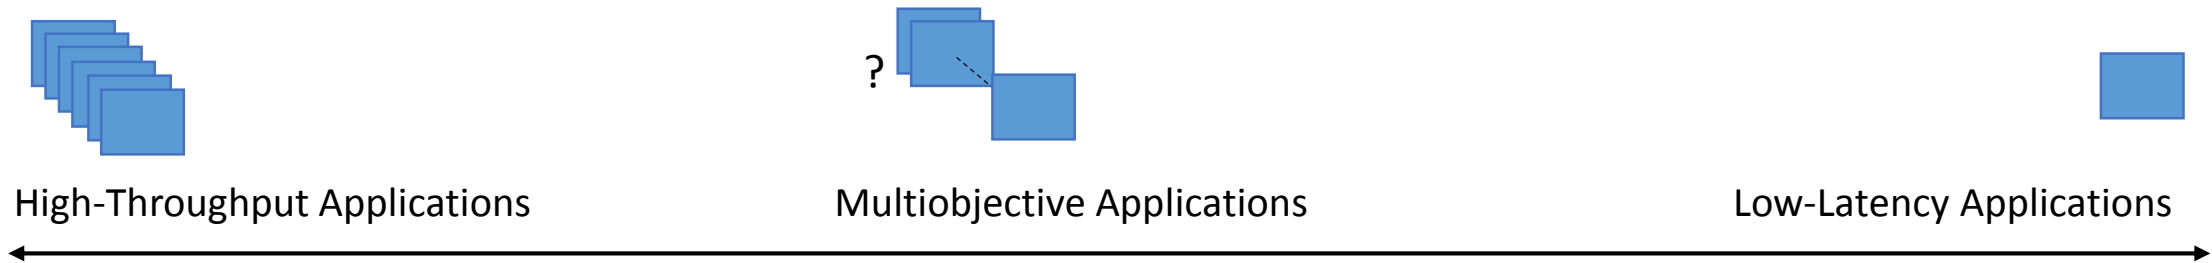 ?
High-Throughput Applications
Multiobjective Applications
Low-Latency Applications